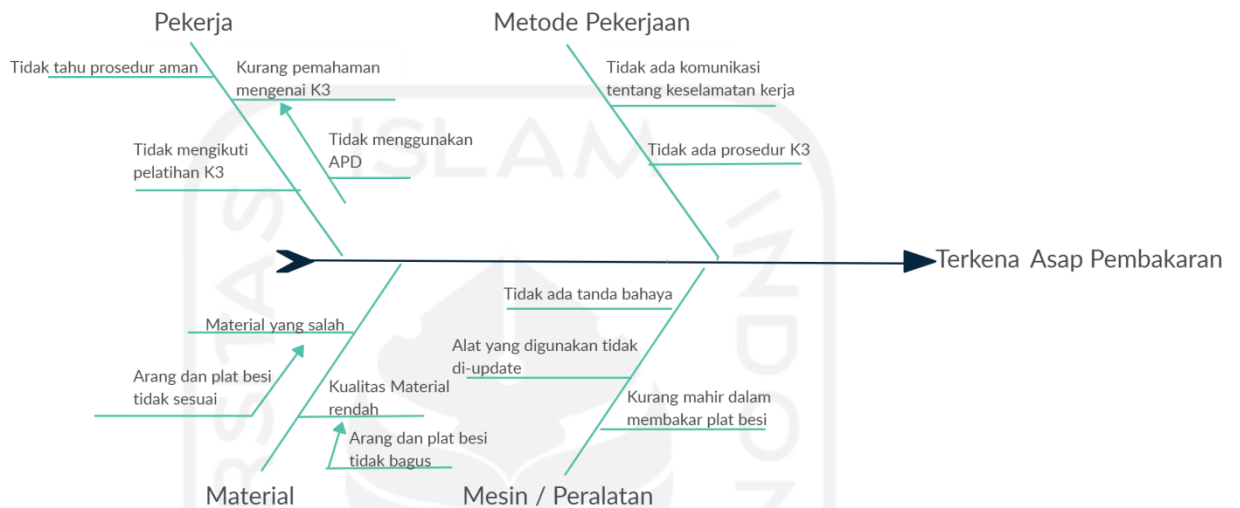 Pekerja
Metode Pekerjaan
Tidak tahu prosedur aman
Kurang pemahaman
mengenai K3
Tidak ada komunikasi
tentang keselamatan kerja
Tidak mengikuti
pelatihan K3
Tidak menggunakan
APD
Tidak ada prosedur K3
ISLAM
Terkena Asap Pembakaran
Tidak ada tanda bahaya
Material yang salah
Alat yang digunakan tidak
di-update
Arang dan plat besi
tidak sesuai
Kualitas Material
rendah
Kurang mahir dalam
membakar plat besi
Arang dan plat besi
tidak bagus
Material
Mesin / Peralatan
RSITAS
INDON